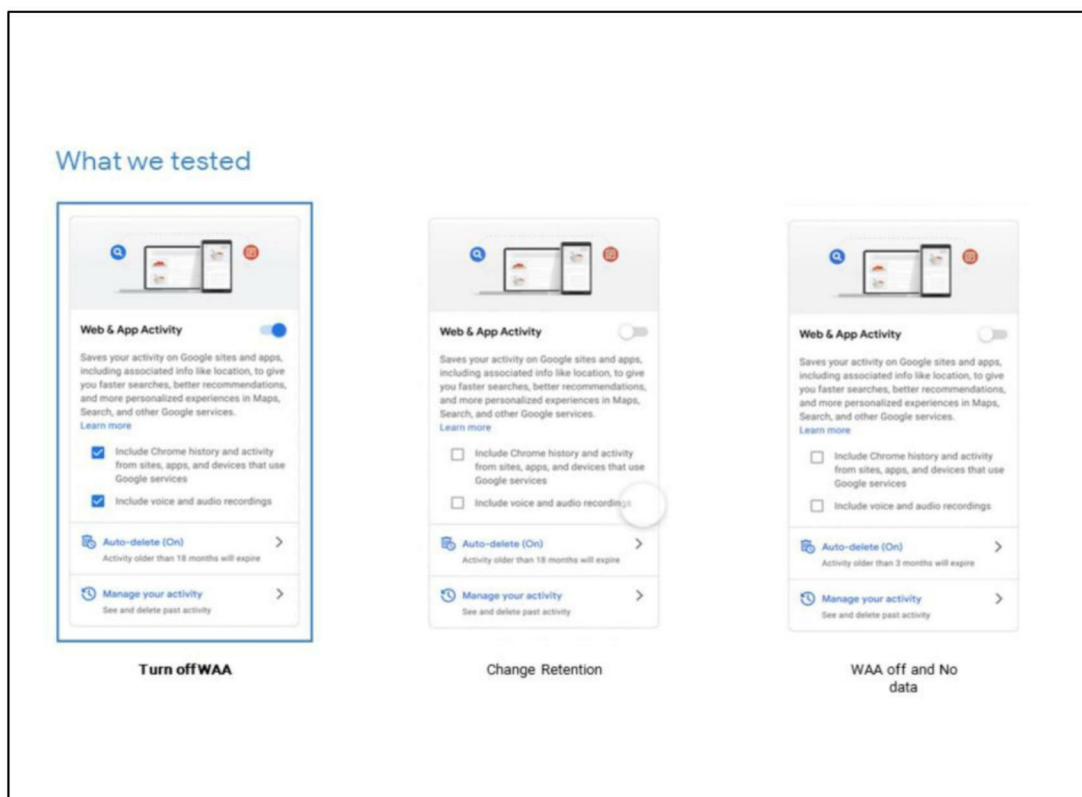 What we tested
Web & App Activity
Saves your activity on Google sites and apps,
including associated info like location, to give
you faster searches, better recommendations,
and more personalized experiences in Maps,
Search, and other Google services.
Learn more
Include Chrome history and activity
from sites, apps, and devices that use
Google services
Include voice and audio recordings
Auto-delete (On)
Activity older than 18 months will expire
Manage your activity
See and delete past activity
Turn off WAA
Web & App Activity
Saves your activity on Google sites and apps,
including associated info like location, to give
you faster searches, better recommendations,
and more personalized experiences in Maps,
Search, and other Google services.
Learn more
Include Chrome history and activity
from sites, apps, and devices that use
Google services
Include voice and audio recordings
Auto-delete (On)
Activity older than 18 months will expire
Manage your activity
See and delete past activity
Change Retention
Web & App Activity
Saves your activity on Google sites and apps,
including associated info like location, to give
you faster searches, better recommendations,
and more personalized experiences in Maps,
Search, and other Google services.
Learn more
Include Chrome history and activity
from sites, apps, and devices that use
Google services
Include voice and audio recordings
Auto-delete (On)
Activity older than 3 months will expire
Manage your activity
See and delete past activity
WAA off and No
data